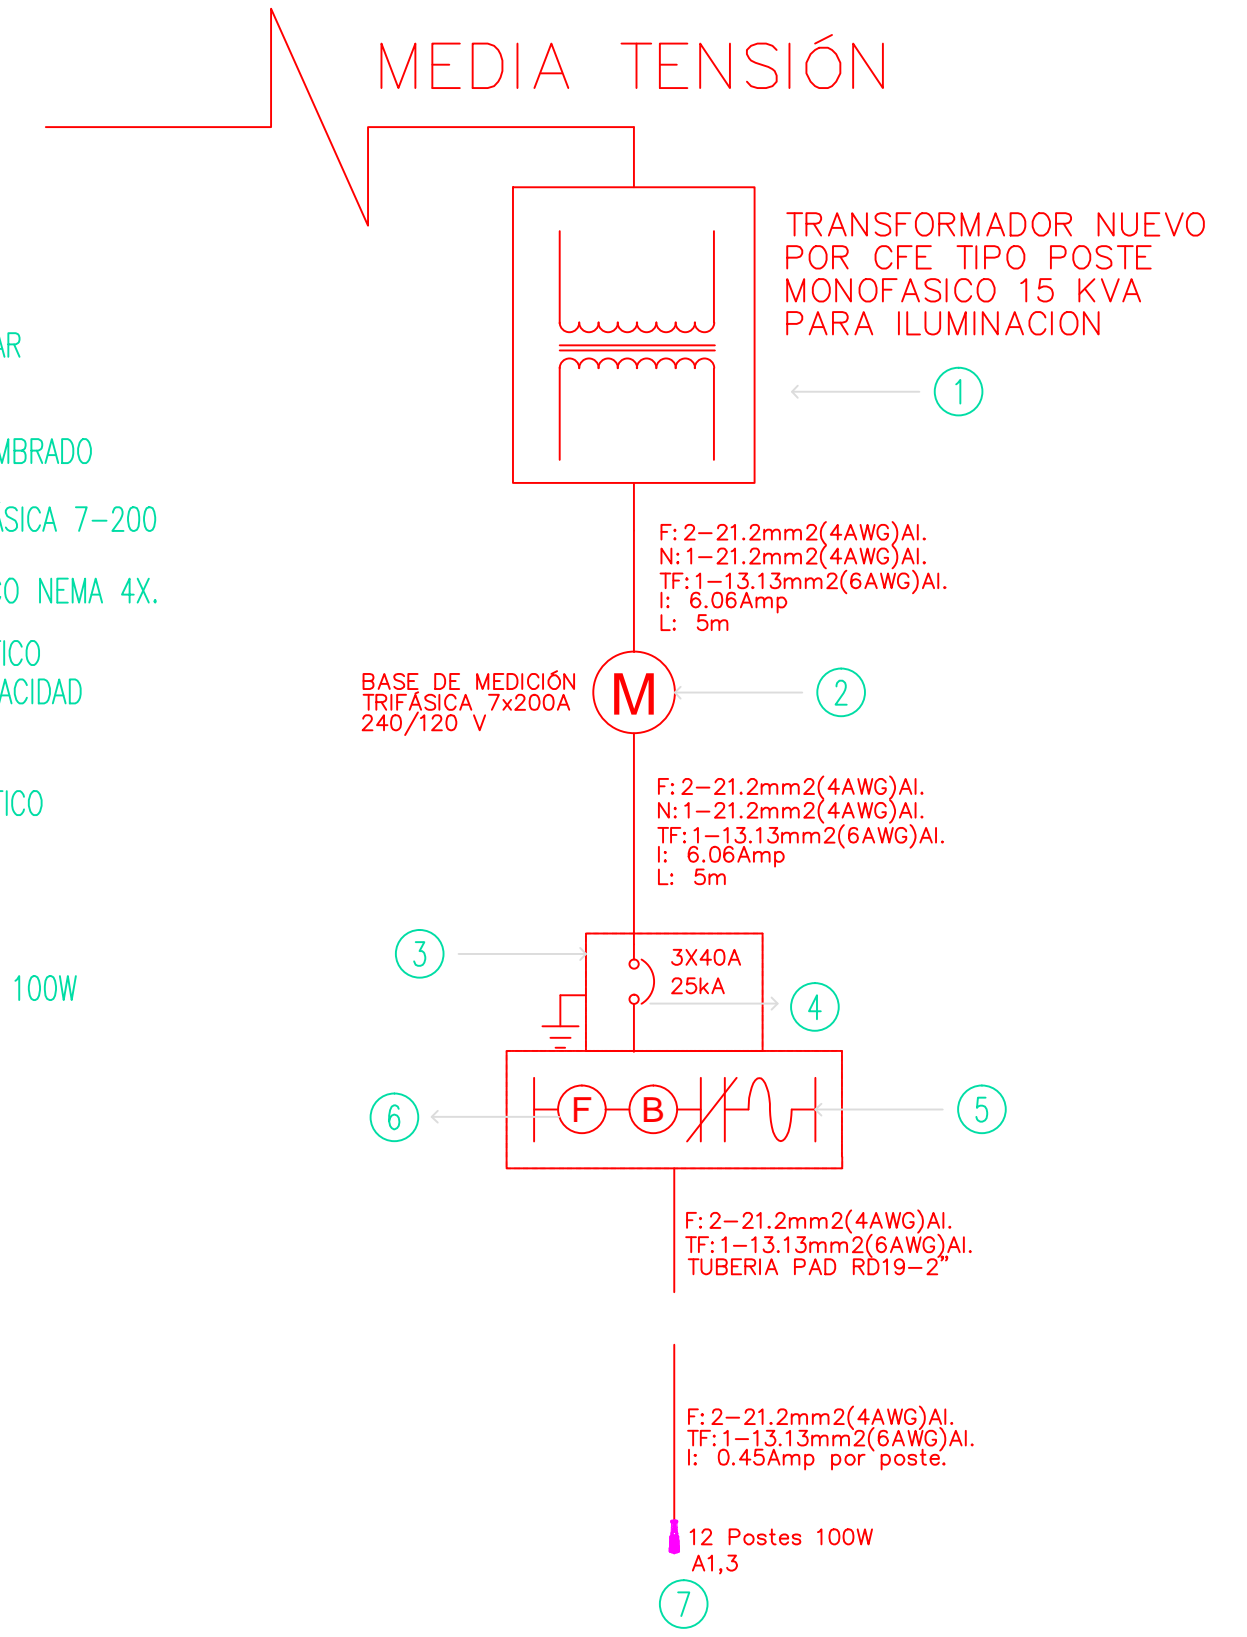 MEDIA TENSIÓN
TRANSFORMADOR NUEVO
POR CFE TIPO POSTE
MONOFASICO 15 KVA
PARA ILUMINACION
1
AR
MBRADO
ASICA 7-200
CO NEMA 4X.
TICO
ACIDAD
TICO
100W
F: 2-21.2mm2(4AWG)Al.
N: 1-21.2mm2(4AWG)Al.
TF: 1-13.13mm2(6AWG)Al.
I: 6.06Amp
L: 5m
BASE DE MEDICIÓN
TRIFÁSICA 7x200A
240/120 V
M
2
F: 2-21.2mm2(4AWG)Al.
N: 1-21.2mm2(4AWG)Al.
TF: 1-13.13mm2(6AWG)Al.
I: 6.06Amp
L: 5m
3
3X40A
25kA
4
6
F B
5
F: 2-21.2mm2(4AWG)Al.
TF: 1-13.13mm2(6AWG)Al.
TUBERIA PAD RD19-2"
F: 2-21.2mm2(4AWG)Al.
TF: 1-13.13mm2(6AWG)Al.
I: 0.45Amp por poste.
12 Postes 100W
A1,3
7